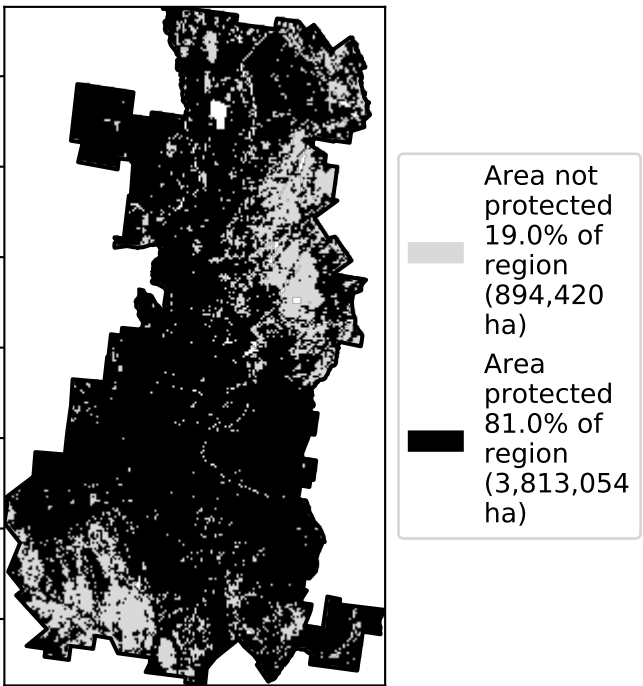 Area not
protected
19.0% of
region
(894,420
ha)
Area
protected
81.0% of
region
(3,813,054
ha)